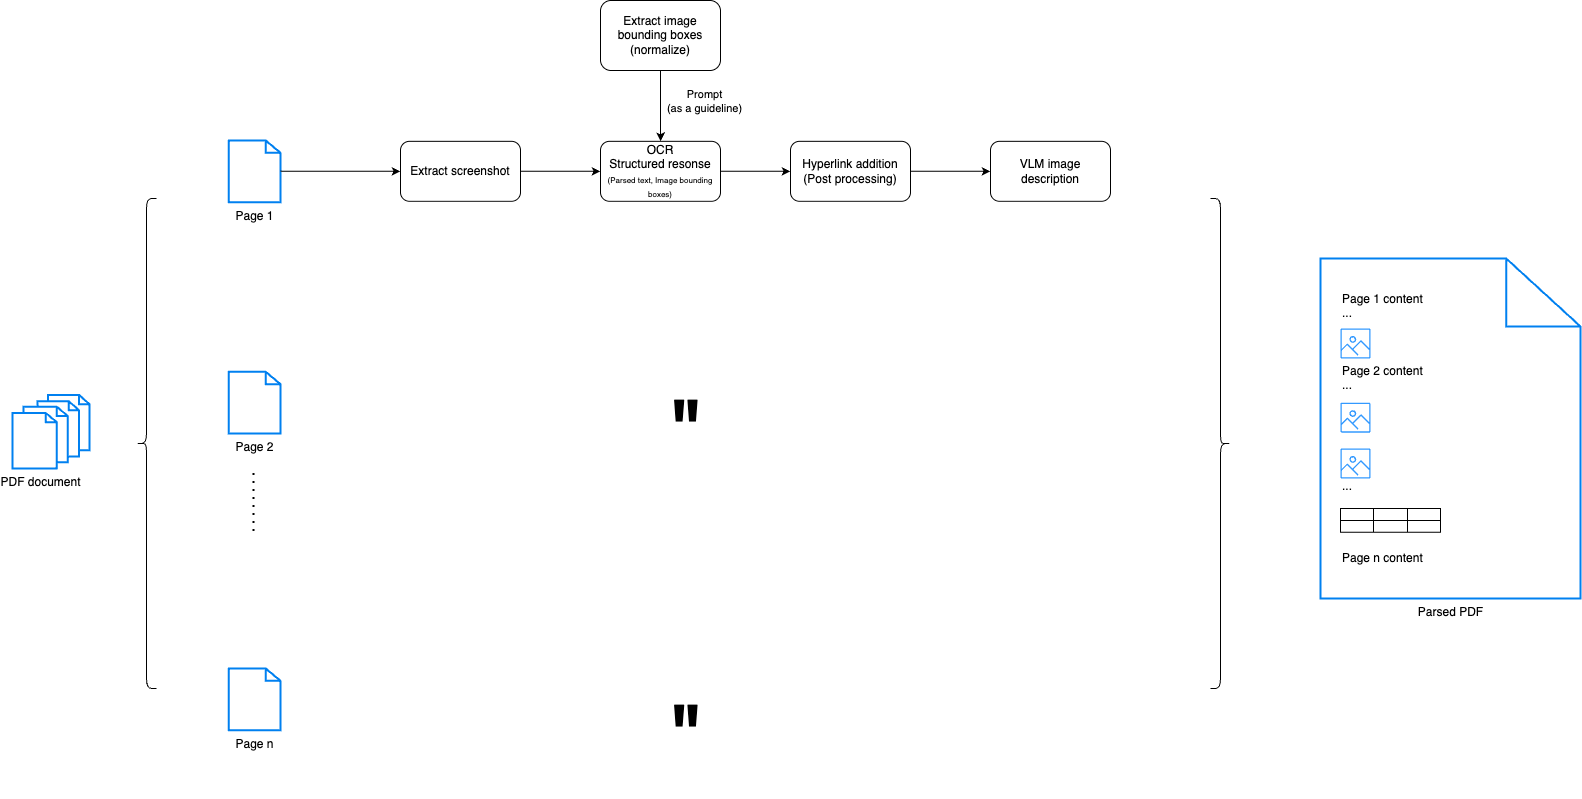 Extract image
bounding boxes
(normalize)
Prompt
(as a guideline)
Page 1
Extract screenshot
OCR
Structured resonse
(Parsed text, Image bounding
boxes)
Hyperlink addition
(Post processing)
VLM image
description
PDF document
Page 2
"
Page n
"
Page 1 content
...
Page 2 content
...
...
Page n content
Parsed PDF